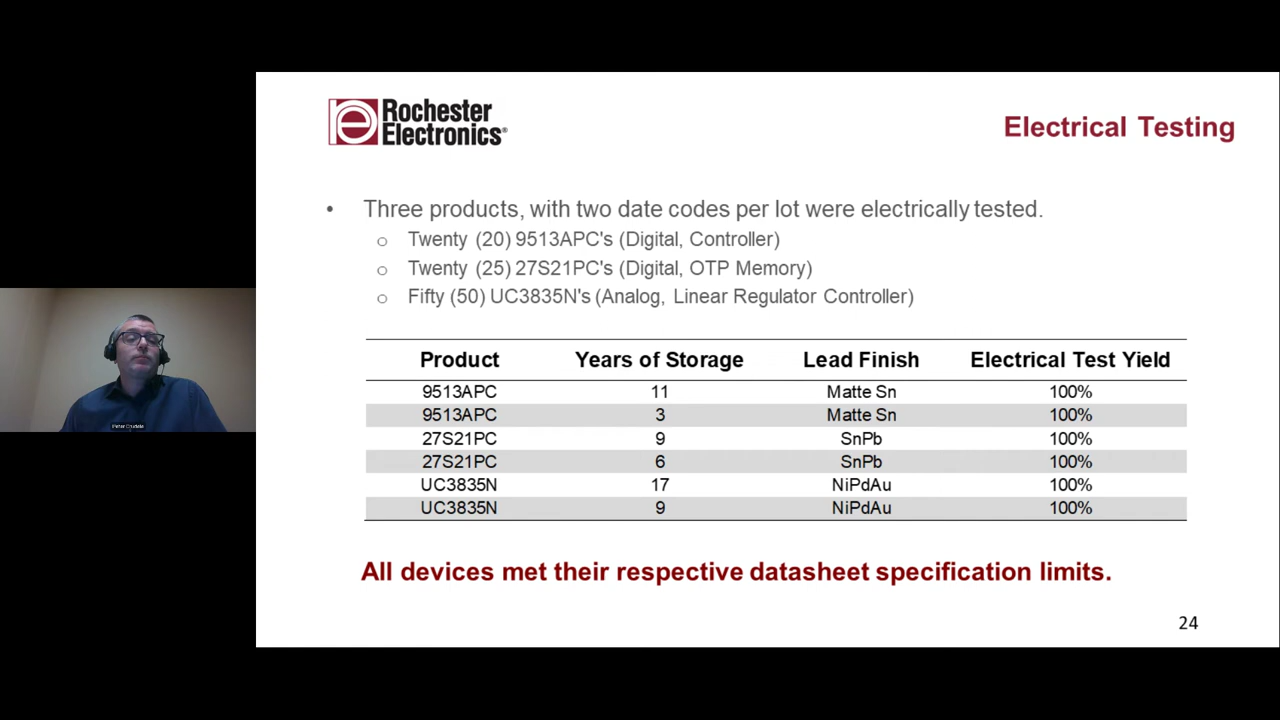 Rochester
Electronics®
Electrical Testing
• Three products, with two date codes per lot were electrically tested.
o Twenty (20) 9513APC's (Digital, Controller)
o Twenty (25) 27S21PC's (Digital, OTP Memory)
o Fifty (50) UC3835N's (Analog, Linear Regulator Controller)
Product Years of Storage Lead Finish Electrical Test Yield
9513APC 11 Matte Sn 100%
9513APC 3 Matte Sn 100%
27S21PC 9 SnPb 100%
27S21PC 6 SnPb 100%
UC3835N 17 NiPdAu 100%
UC3835N 9 NiPdAu 100%
All devices met their respective datasheet specification limits.
24
Peter